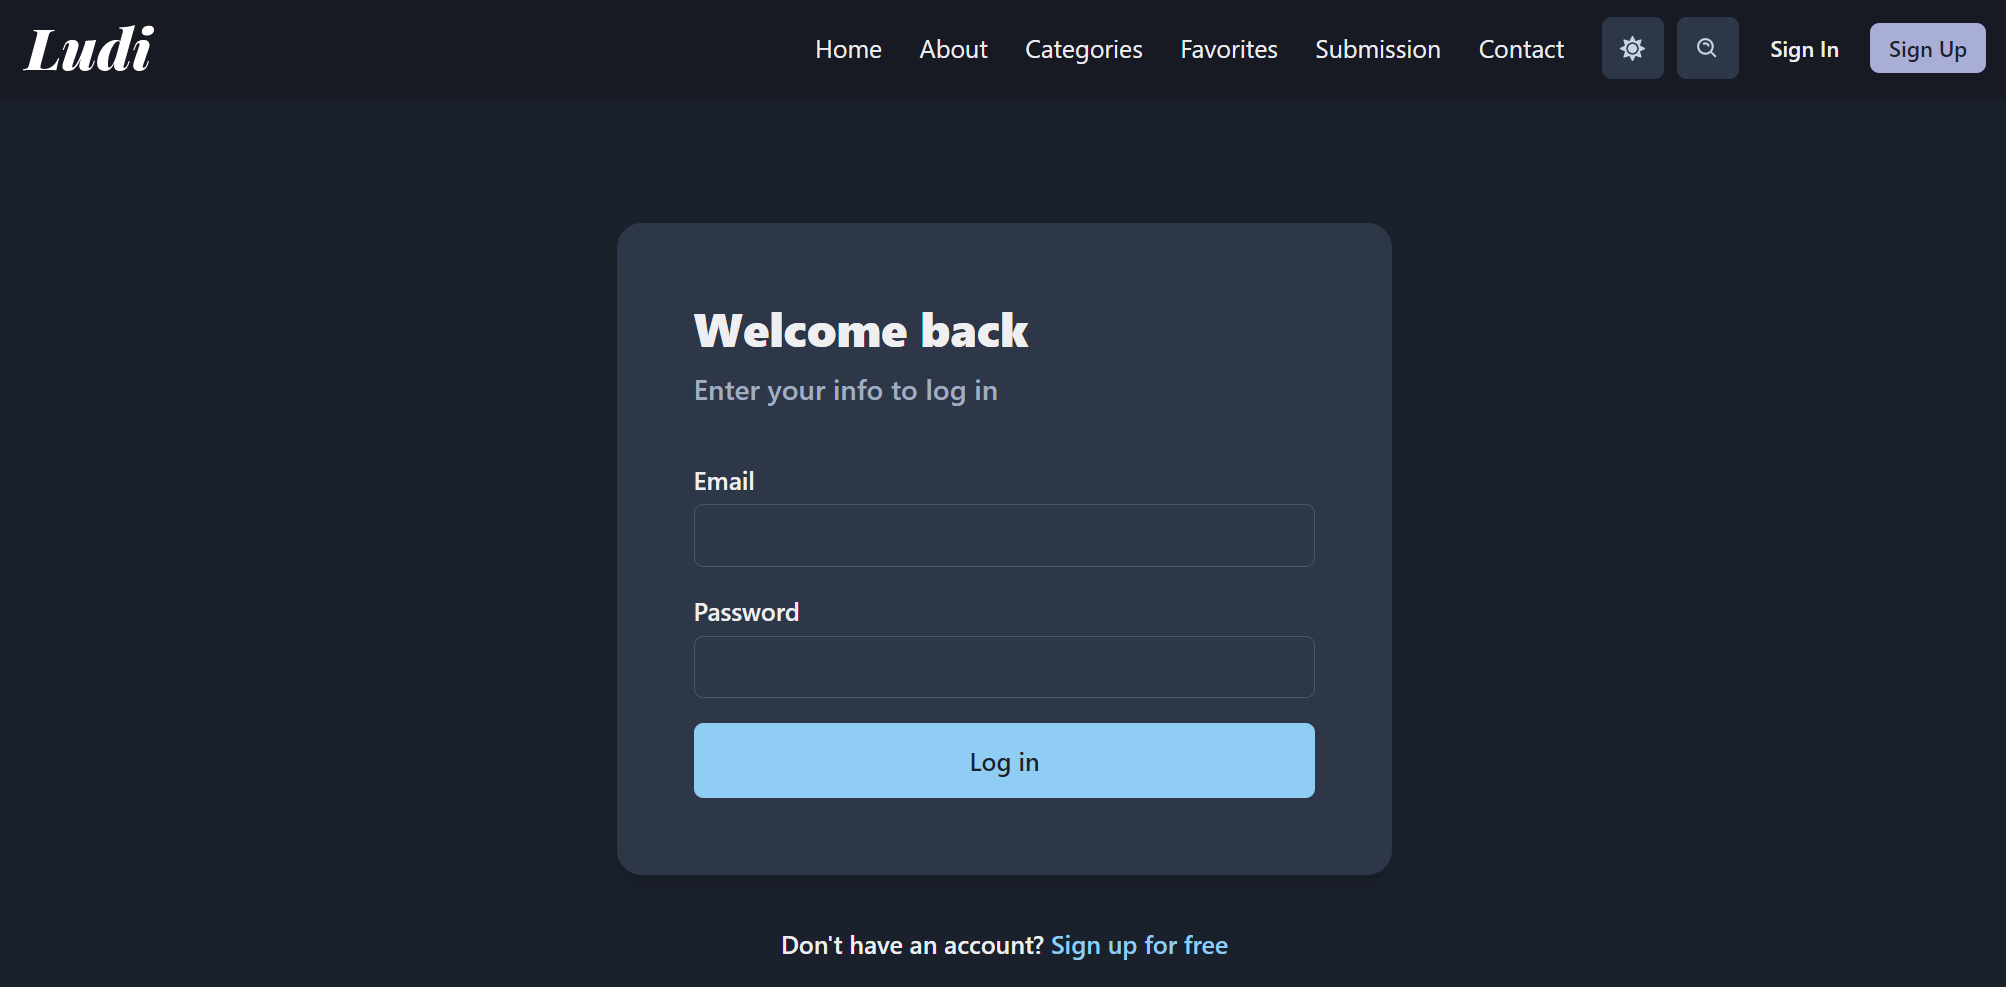 Ludi
Home About Categories Favorites Submission Contact Sign In Sign Up
Welcome back
Enter your info to log in
Email
Password
Log in
Don't have an account? Sign up for free